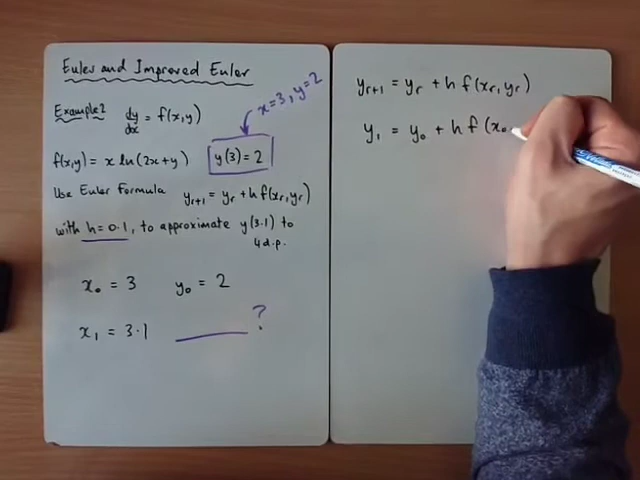 Euler and Improved Euler
Example 2 dy/dx = f(x,y)
x=3, y=2
f(x,y) = x ln(2x+y) y(3) = 2
Use Euler Formula yᵣ₊₁ = yᵣ + h f(xᵣ,yᵣ)
with h = 0·1, to approximate y(3·1) to
4 d.p.
x₀ = 3 y₀ = 2
x₁ = 3·1 ?
yᵣ₊₁ = yᵣ + h f(xᵣ,yᵣ)
y₁ = y₀ + h f(x₀